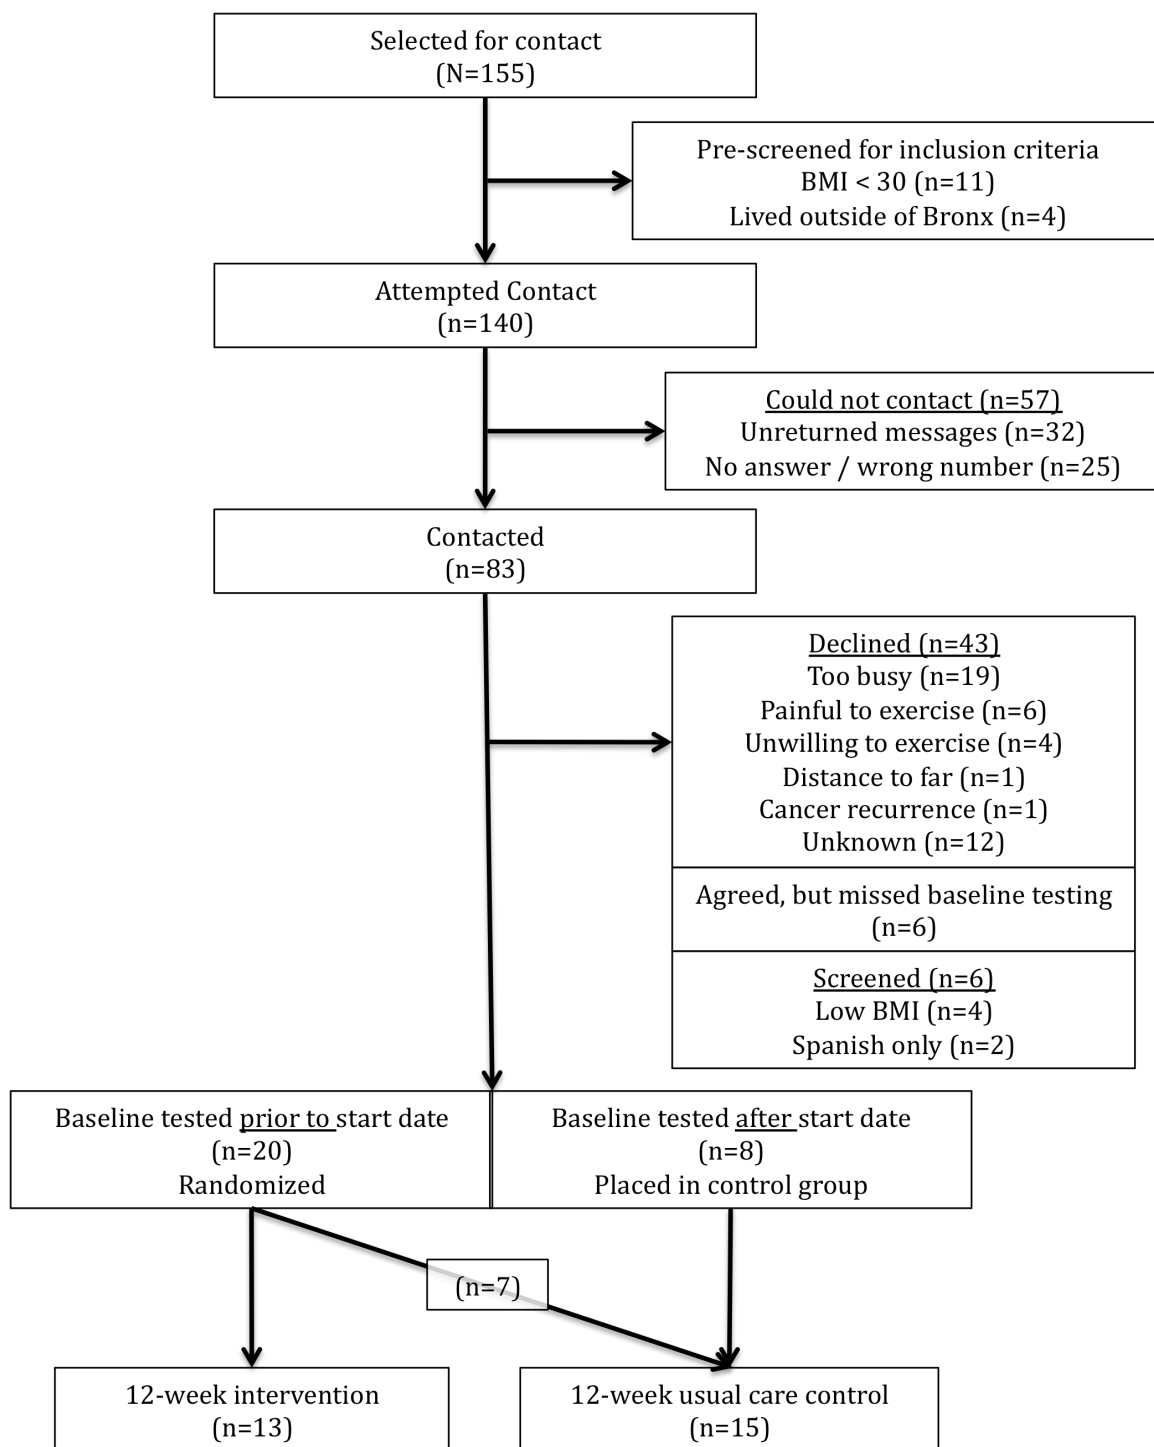 Selected for contact
(N=155)
Pre-screened for inclusion criteria
BMI < 30 (n=11)
Lived outside of Bronx (n=4)
Attempted Contact
(n=140)
Could not contact (n=57)
Unreturned messages (n=32)
No answer / wrong number (n=25)
Contacted
(n=83)
Declined (n=43)
Too busy (n=19)
Painful to exercise (n=6)
Unwilling to exercise (n=4)
Distance to far (n=1)
Cancer recurrence (n=1)
Unknown (n=12)
Agreed, but missed baseline testing
(n=6)
Screened (n=6)
Low BMI (n=4)
Spanish only (n=2)
Baseline tested prior to start date
(n=20)
Randomized
Baseline tested after start date
(n=8)
Placed in control group
(n=7)
12-week intervention
(n=13)
12-week usual care control
(n=15)